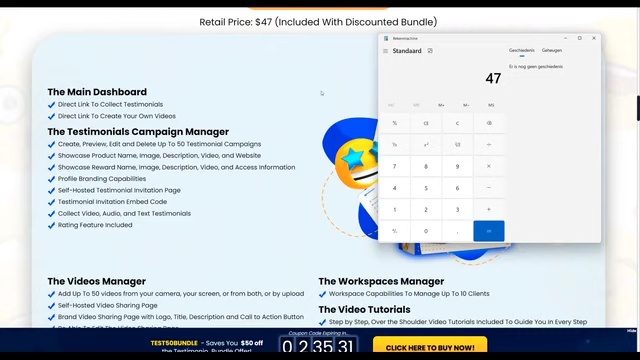 Retail Price: $47 (Included With Discounted Bundle)
Rekenmachine
Standaard
Geschiedenis Geheugen
Er is nog geen geschiedenis.
47
MC MR M+ M- MS
% CE C
7 8 9 ×
4 5 6 −
1 2 3 +
+/- 0 , =
The Main Dashboard
Direct Link To Collect Testimonials
Direct Link To Create Your Own Videos
The Testimonials Campaign Manager
Create, Preview, Edit and Delete Up To 50 Testimonial Campaigns
Showcase Product Name, Image, Description, Video, and Website
Showcase Reward Name, Image, Description, Video, and Access Information
Profile Branding Capabilities
Self-Hosted Testimonial Invitation Page
Testimonial Invitation Embed Code
Collect Video, Audio, and Text Testimonials
Rating Feature Included
The Videos Manager
Add Up To 50 videos from your camera, your screen, or from both, or by upload
Self-Hosted Video Sharing Page
Brand Video Sharing Page with Logo, Title, Description and Call to Action Button
The Workspaces Manager
Workspace Capabilities To Manage Up To 10 Clients
The Video Tutorials
Step by Step, Over the Shoulder Video Tutorials Included To Guide You In Every Step
Coupon Code Expiring in...
Hide
TEST50BUNDLE - Saves You $50 off
the Testimonio Bundle Offer!
0 2 35 31
CLICK HERE TO BUY NOW!